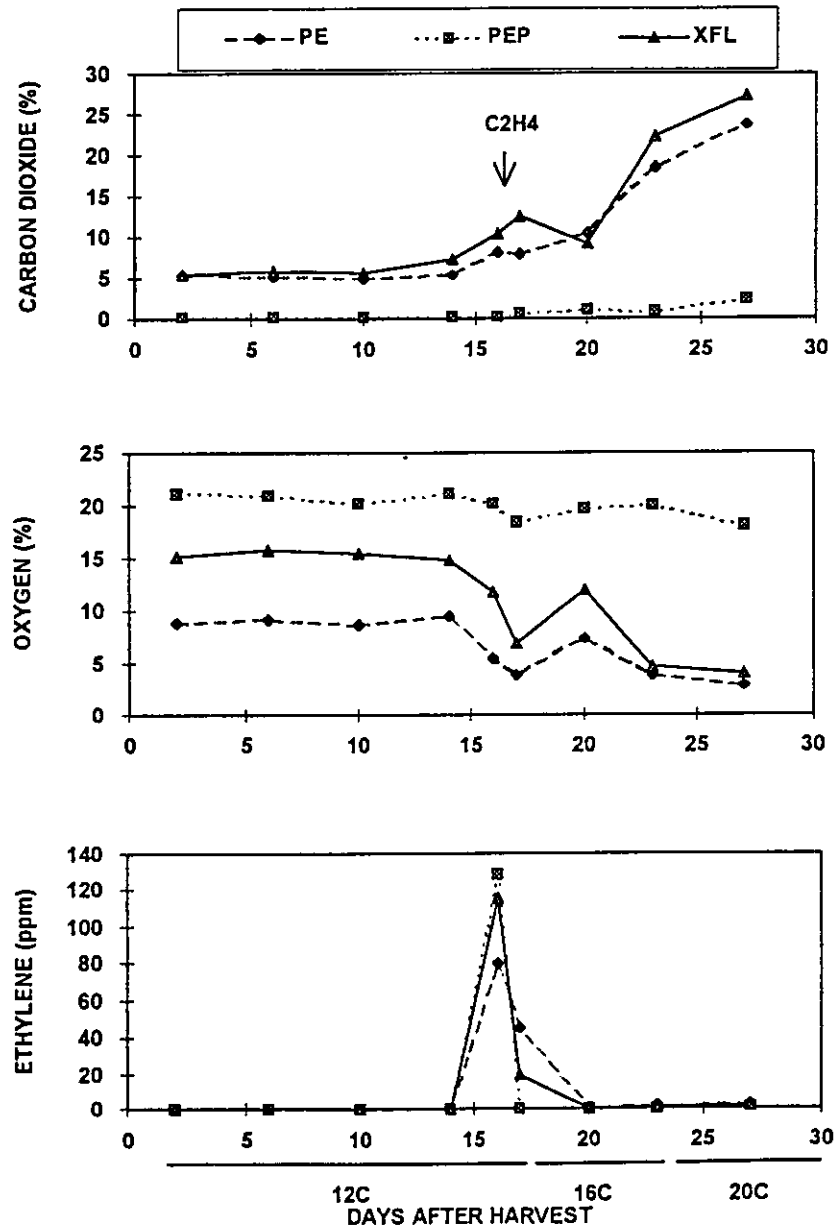 PE PEP XFL
CARBON DIOXIDE (%)
30
25
20
15
10
5
0
C2H4
0 5 10 15 20 25 30
OXYGEN (%)
25
20
15
10
5
0
0 5 10 15 20 25 30
ETHYLENE (ppm)
140
120
100
80
60
40
20
0
0 5 10 15 20 25 30
12C 16C 20C
DAYS AFTER HARVEST